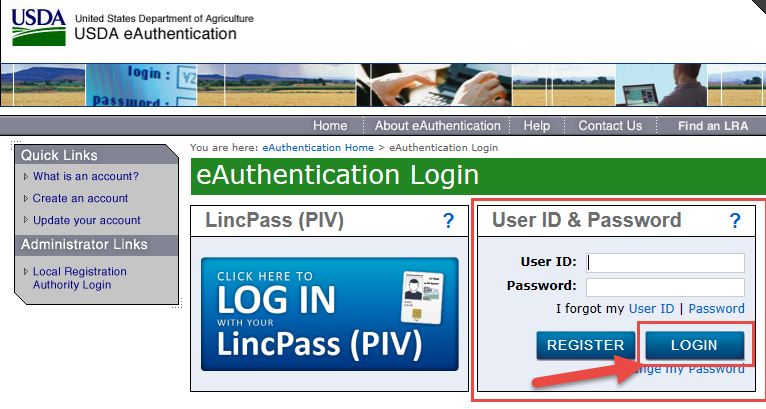 USDA
United States Department of Agriculture
USDA eAuthentication
login :
YZ
password :
Home
About eAuthentication
Help
Contact Us
Find an LRA
Quick Links
What is an account?
Create an account
Update your account
Administrator Links
Local Registration
Authority Login
You are here: eAuthentication Home > eAuthentication Login
eAuthentication Login
LincPass (PIV) ?
CLICK HERE TO
LOG IN
WITH YOUR
LincPass (PIV)
User ID & Password ?
User ID:
Password:
I forgot my User ID | Password
REGISTER
LOGIN
my Password